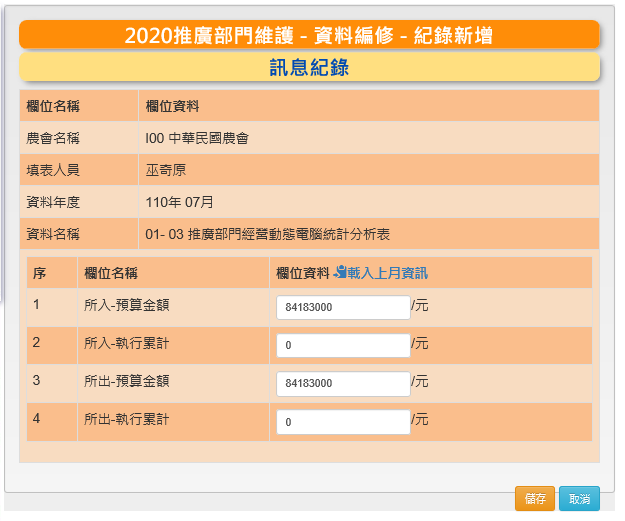 2020推廣部門維護 - 資料編修 - 紀錄新增
訊息紀錄
欄位名稱 欄位資料
農會名稱 I00 中華民國農會
填表人員 巫奇原
資料年度 110年 07月
資料名稱 01- 03 推廣部門經營動態電腦統計分析表
序 欄位名稱 欄位資料 載入上月資訊
1 所入-預算金額 84183000 /元
2 所入-執行累計 0 /元
3 所出-預算金額 84183000 /元
4 所出-執行累計 0 /元
儲存 取消